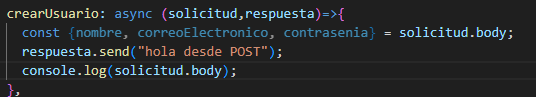 crearUsuario: async (solicitud,respuesta)=>{
const {nombre, correoElectronico, contrasenia} = solicitud.body;
respuesta.send("hola desde POST");
console.log(solicitud.body);
},